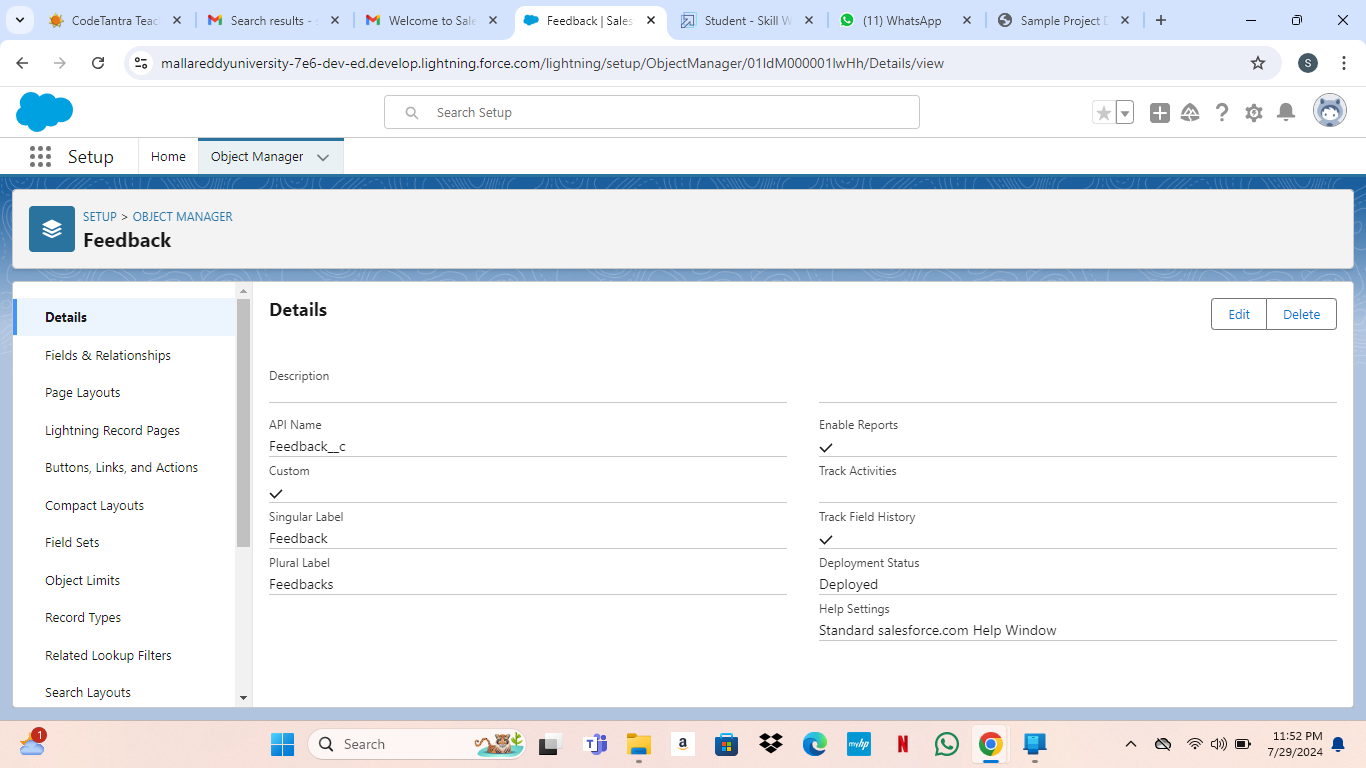 CodeTantra Teac
Search results - s
Welcome to Sale
Feedback | Sales
Student - Skill W
(11) WhatsApp
Sample Project D
mallareddyuniversity-7e6-dev-ed.develop.lightning.force.com/lightning/setup/ObjectManager/01IdM000001IwHh/Details/view
S
Search Setup
Setup
Home
Object Manager
SETUP > OBJECT MANAGER
Feedback
Details
Fields & Relationships
Page Layouts
Lightning Record Pages
Buttons, Links, and Actions
Compact Layouts
Field Sets
Object Limits
Record Types
Related Lookup Filters
Search Layouts
Details
Edit
Delete
Description
API Name
Feedback__c
Custom
Singular Label
Feedback
Plural Label
Feedbacks
Enable Reports
Track Activities
Track Field History
Deployment Status
Deployed
Help Settings
Standard salesforce.com Help Window
1
Search
a
myhp
N
11:52 PM
7/29/2024